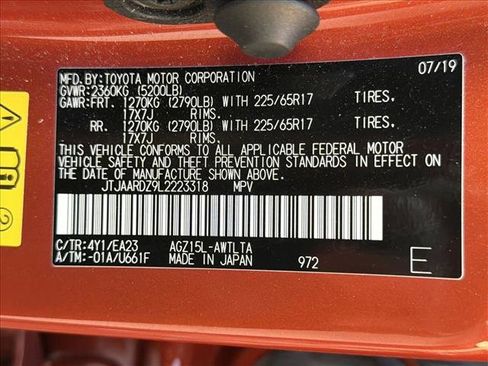 MFD.BY:TOYOTA MOTOR CORPORATION 07/19
GVWR:2360KG (5200LB)
GAWR:FRT. 1270KG (2790LB) WITH 225/65R17 TIRES.
17X7J RIMS.
RR. 1270KG (2790LB) WITH 225/65R17 TIRES.
17X7J RIMS.
THIS VEHICLE CONFORMS TO ALL APPLICABLE FEDERAL MOTOR
VEHICLE SAFETY AND THEFT PREVENTION STANDARDS IN EFFECT ON
THE DATE OF MANUFACTURE SHOWN ABOVE.
JTJAARDZ9L2223318 MPV
C/TR:4Y1/EA23 AGZ15L-AWTLTA
A/TM:-01A/U661F MADE IN JAPAN 972 E
2